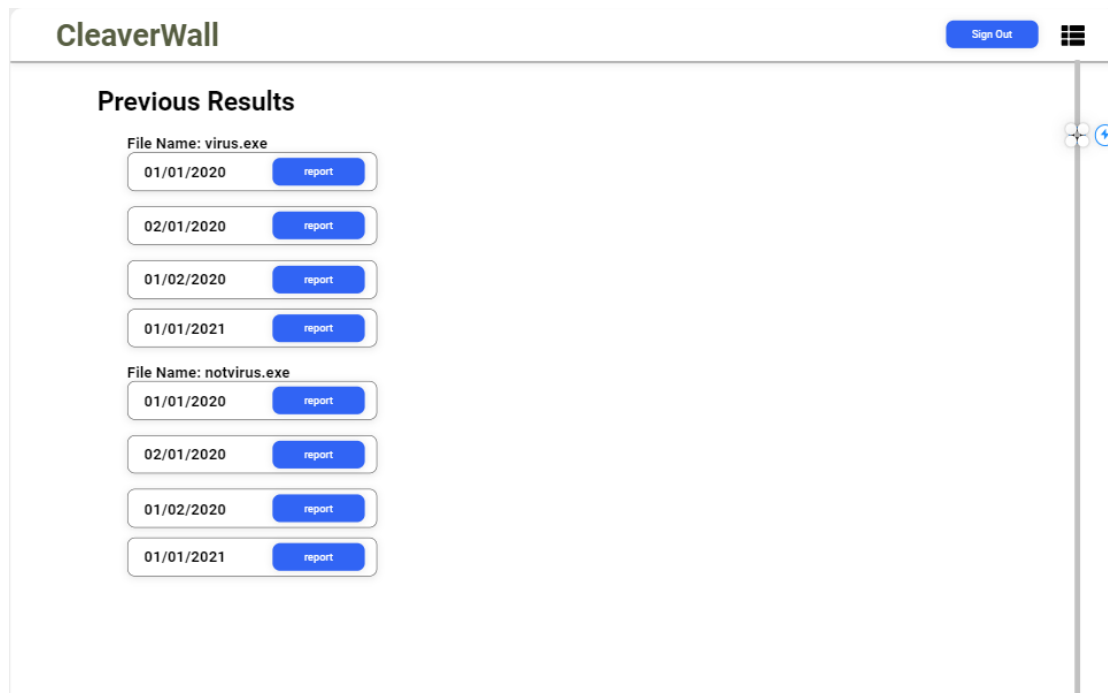 CleaverWall
Sign Out
Previous Results
File Name: virus.exe
01/01/2020 report
02/01/2020 report
01/02/2020 report
01/01/2021 report
File Name: notvirus.exe
01/01/2020 report
02/01/2020 report
01/02/2020 report
01/01/2021 report